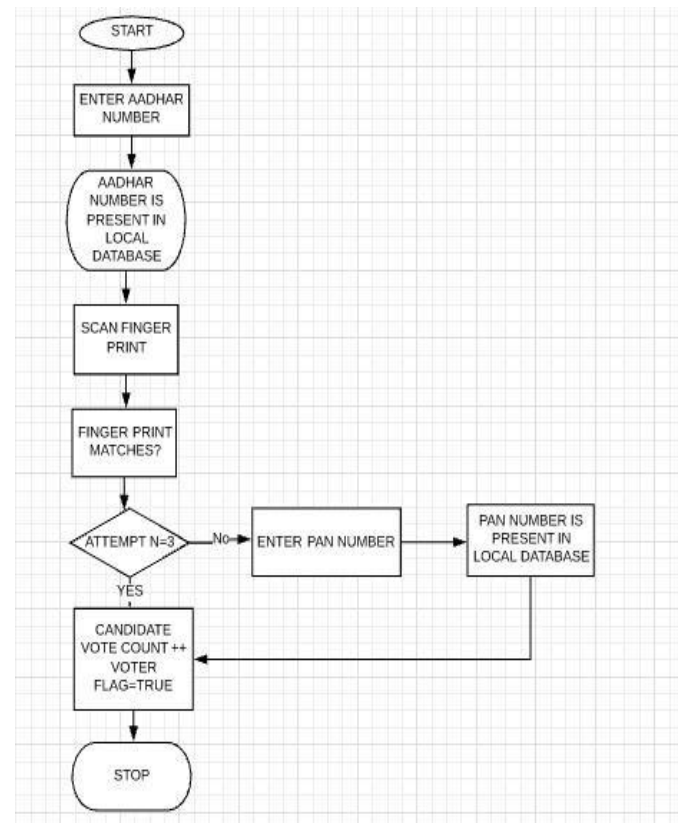 START
ENTER AADHAR
NUMBER
AADHAR
NUMBER IS
PRESENT IN
LOCAL
DATABASE
SCAN FINGER
PRINT
FINGER PRINT
MATCHES?
ATTEMPT N=3
No
ENTER PAN NUMBER
PAN NUMBER IS
PRESENT IN
LOCAL DATABASE
YES
CANDIDATE
VOTE COUNT ++
VOTER
FLAG=TRUE
STOP